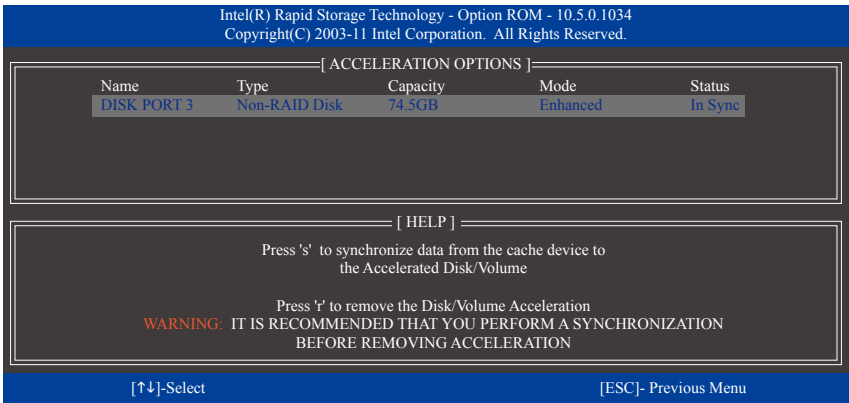 Intel(R) Rapid Storage Technology - Option ROM - 10.5.0.1034
Copyright(C) 2003-11 Intel Corporation.  All Rights Reserved.
[ ACCELERATION OPTIONS ]
Name Type Capacity Mode Status
DISK PORT 3 Non-RAID Disk 74.5GB Enhanced In Sync
[ HELP ]
Press 's'  to synchronize data from the cache device to
the Accelerated Disk/Volume
Press 'r' to remove the Disk/Volume Acceleration
WARNING:  IT IS RECOMMENDED THAT YOU PERFORM A SYNCHRONIZATION
BEFORE REMOVING ACCELERATION
[↑↓]-Select [ESC]- Previous Menu